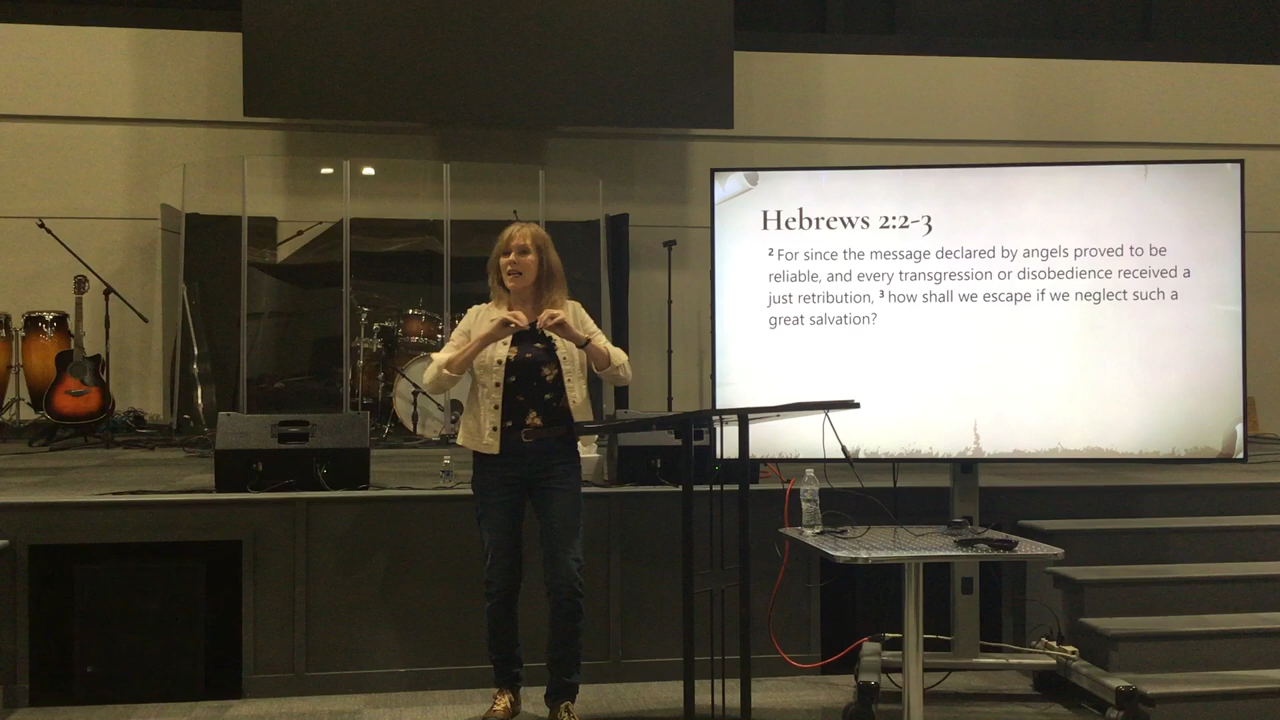 Hebrews 2:2-3
² For since the message declared by angels proved to be
reliable, and every transgression or disobedience received a
just retribution, ³ how shall we escape if we neglect such a
great salvation?